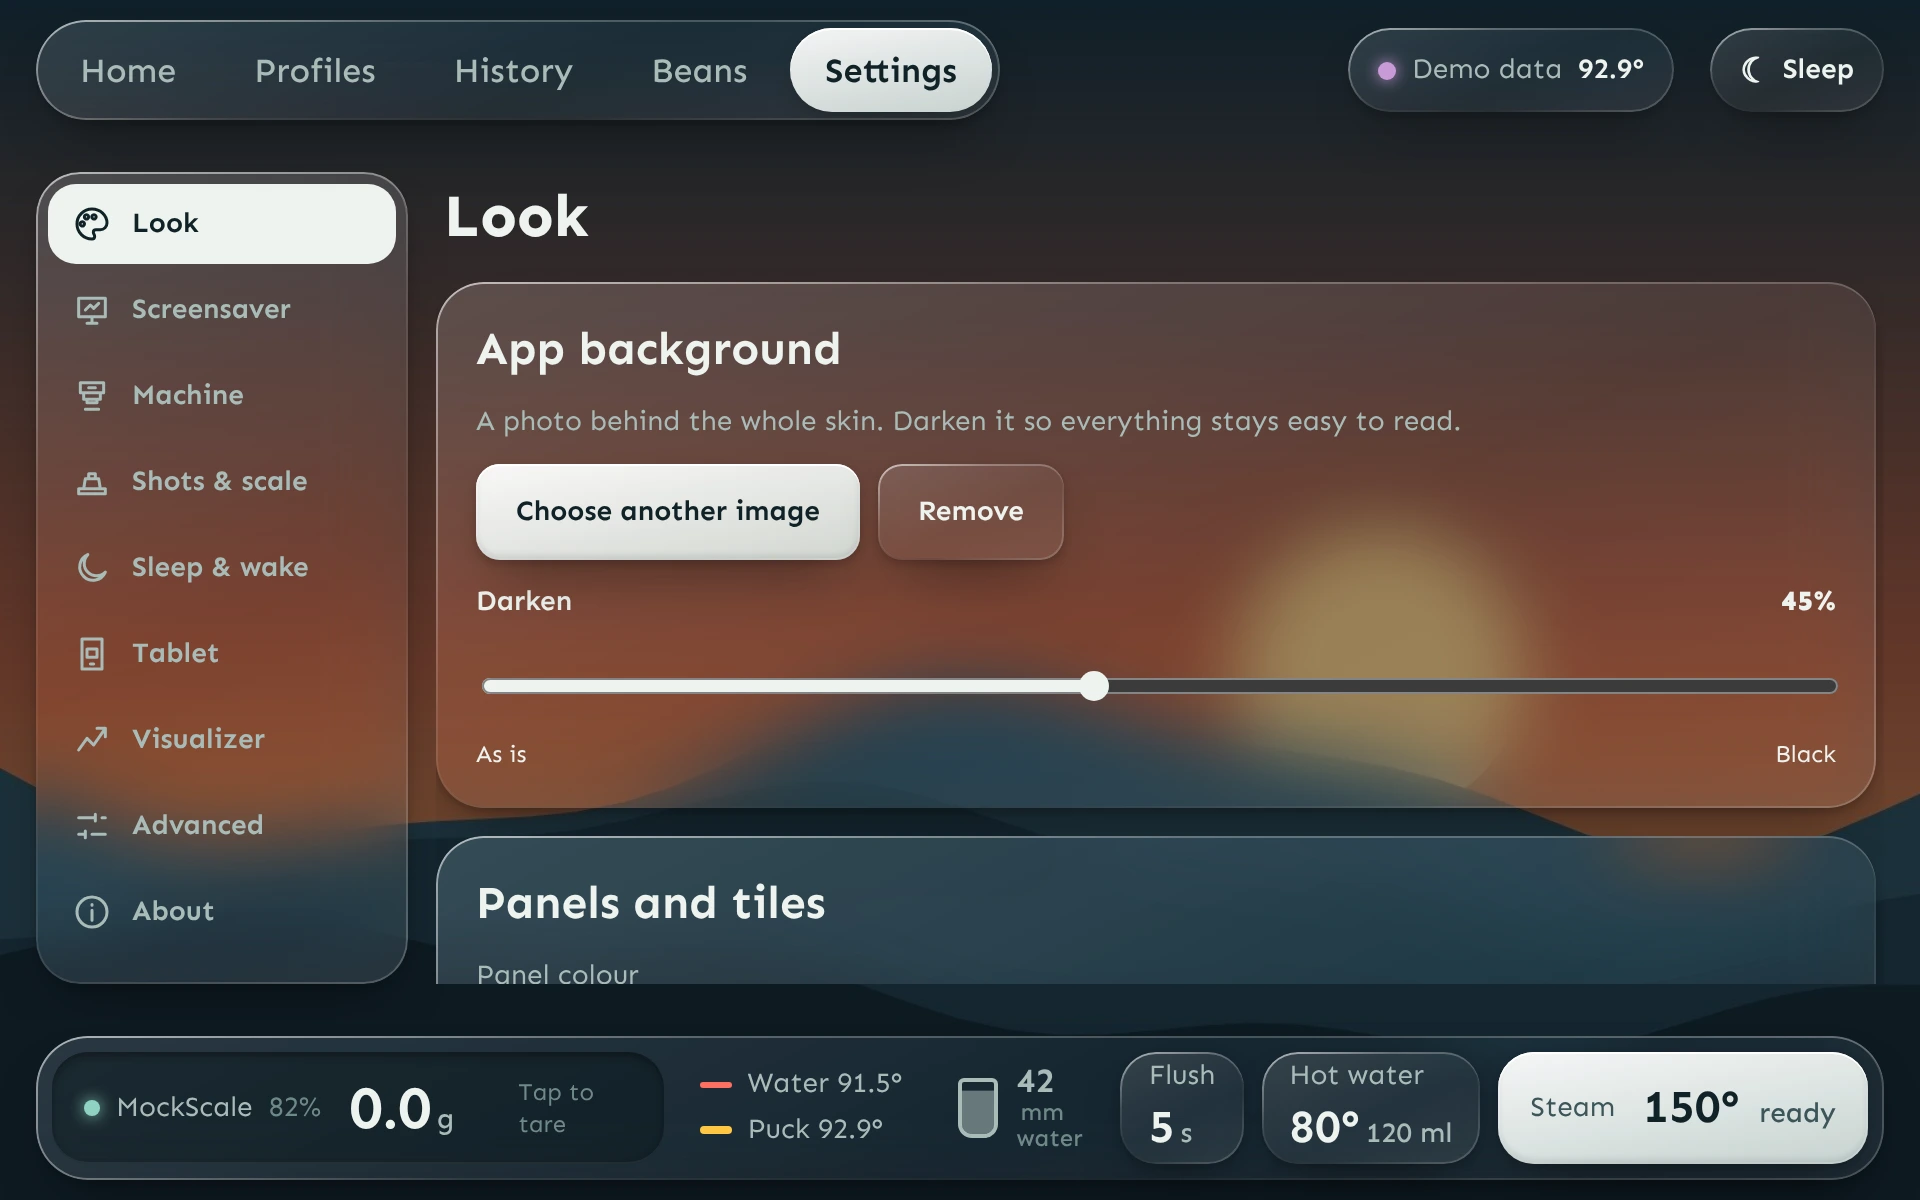 Home Profiles History Beans Settings Demo data 92.9° Sleep
Look
Screensaver
Machine
Shots & scale
Sleep & wake
Tablet
Visualizer
Advanced
About
Look
App background
A photo behind the whole skin. Darken it so everything stays easy to read.
Choose another image Remove
Darken 45%
As is Black
Panels and tiles
Panel colour
MockScale 82% 0.0 g
Tap to
tare
Water 91.5°
Puck 92.9°
42
mm
water
Flush
5 s
Hot water
80° 120 ml
Steam 150° ready